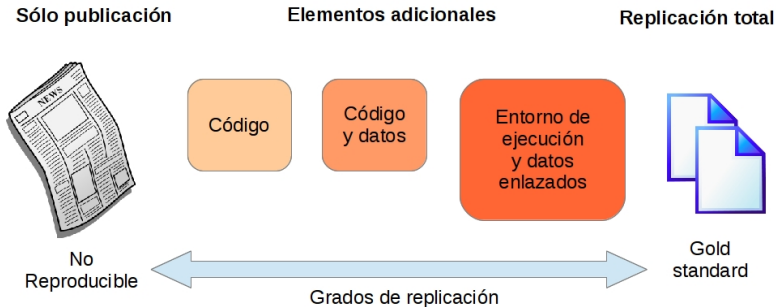 Sólo publicación
Elementos adicionales
Replicación total
NEWS
Código
Código
y datos
Entorno de
ejecución
y datos
enlazados
No
Reproducible
Gold
standard
Grados de replicación